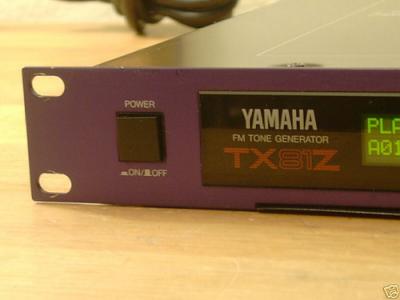 POWER
ON/OFF
YAMAHA
FM TONE GENERATOR
TX81Z
PLA
A01